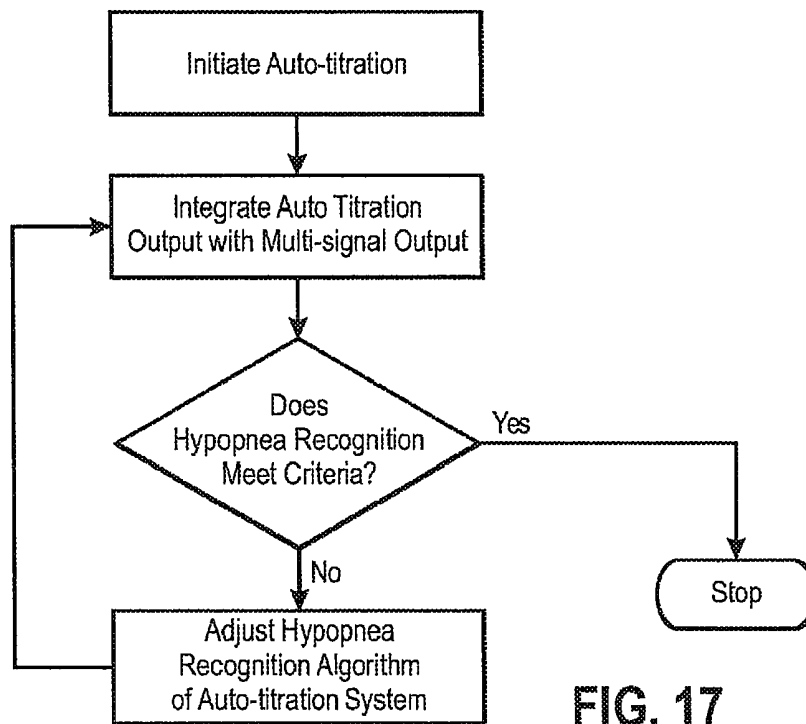 Initiate Auto-titration
Integrate Auto Titration
Output with Multi-signal Output
Does
Hypopnea Recognition
Meet Criteria?
Yes
No
Stop
Adjust Hypopnea
Recognition Algorithm
of Auto-titration System
FIG. 17